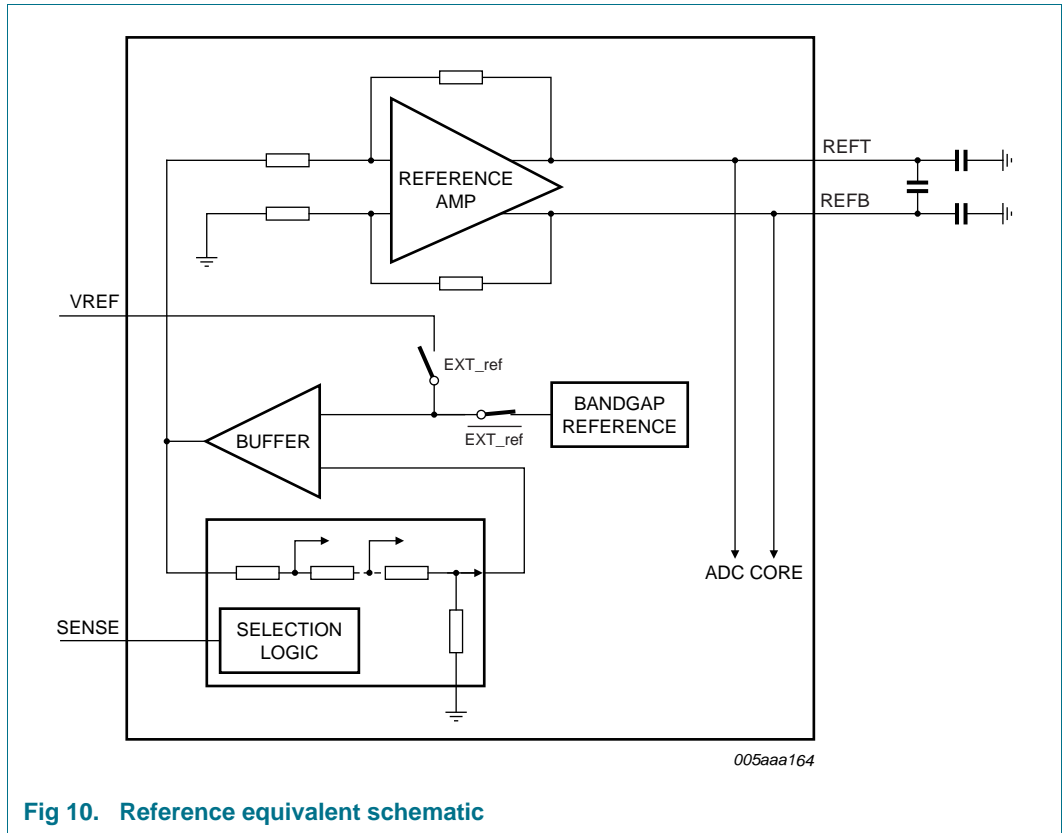 REFERENCE
AMP
REFT
REFB
VREF
EXT_ref
EXT_ref
BANDGAP
REFERENCE
BUFFER
ADC CORE
SENSE
SELECTION
LOGIC
005aaa164
Fig 10. Reference equivalent schematic